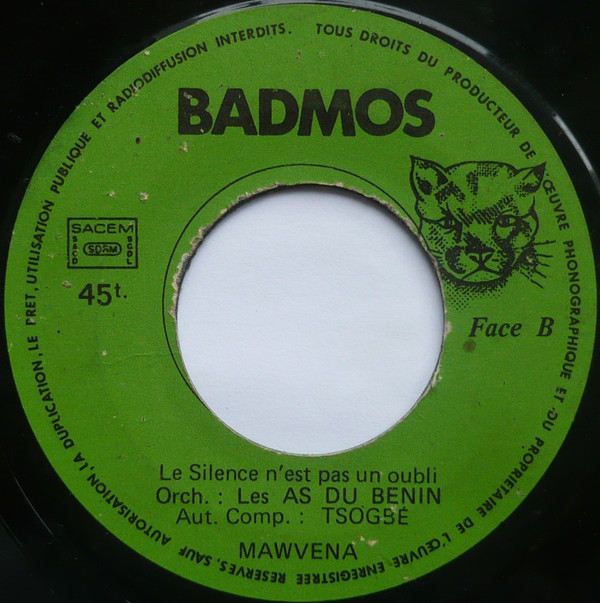 TOUS DROITS DU PRODUCTEUR DE L'ŒUVRE PHONOGRAPHIQUE ET DU PROPRIETAIRE DE L'ŒUVRE ENREGISTREE RESERVES, SAUF AUTORISATION, LA DUPLICATION, LE PRET, UTILISATION PUBLIQUE ET RADIODIFFUSION INTERDITS.
BADMOS
SACEM
SACD
SDRM
SGDL
45t.
Face B
Le Silence n'est pas un oubli
Orch. : Les AS DU BENIN
Aut. Comp. : TSOGBE
MAWVENA